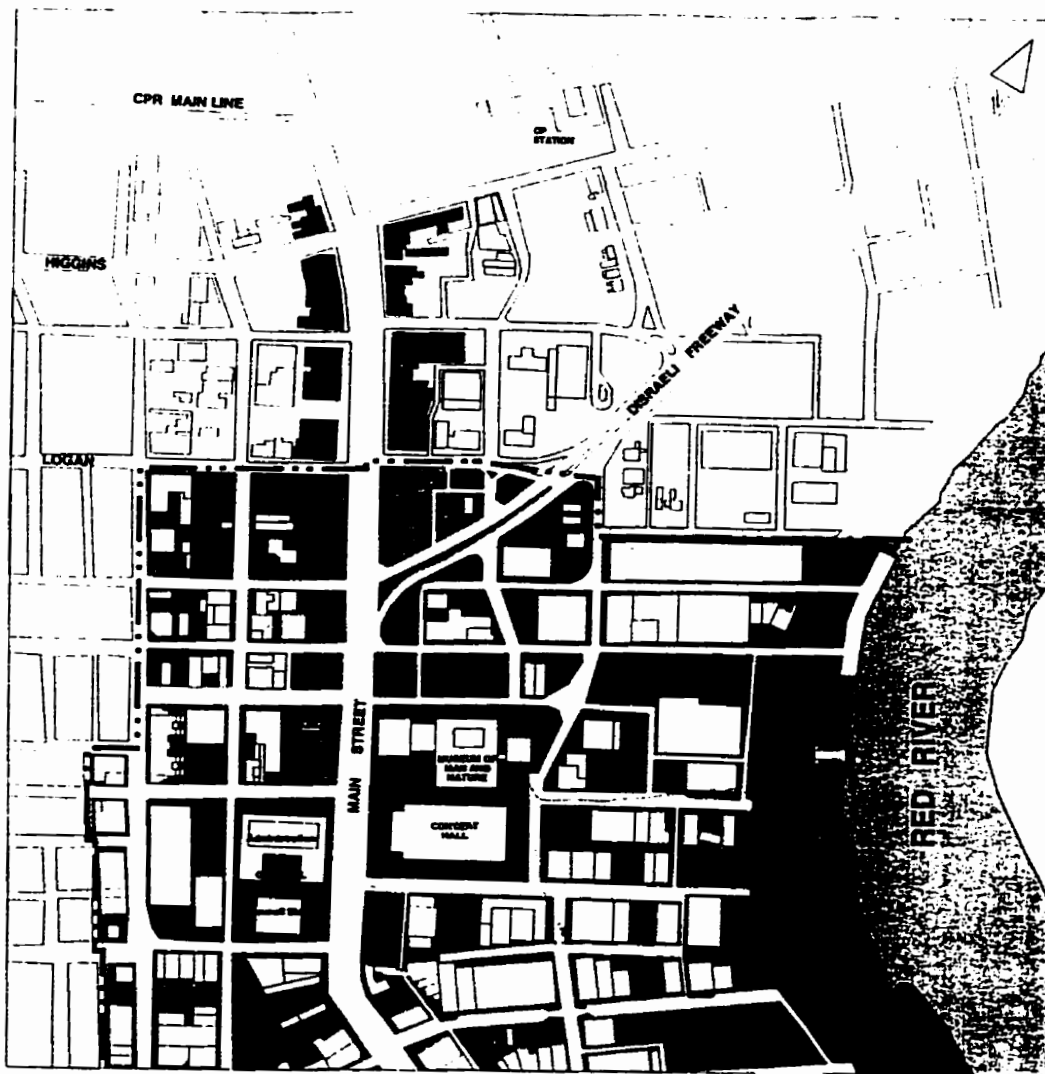 CPR MAIN LINE
CP
STATION
HIGGINS
DISRAELI FREEWAY
LOGAN
MAIN STREET
MUSEUM OF
MAN AND
NATURE
CONCERT
HALL
RED RIVER